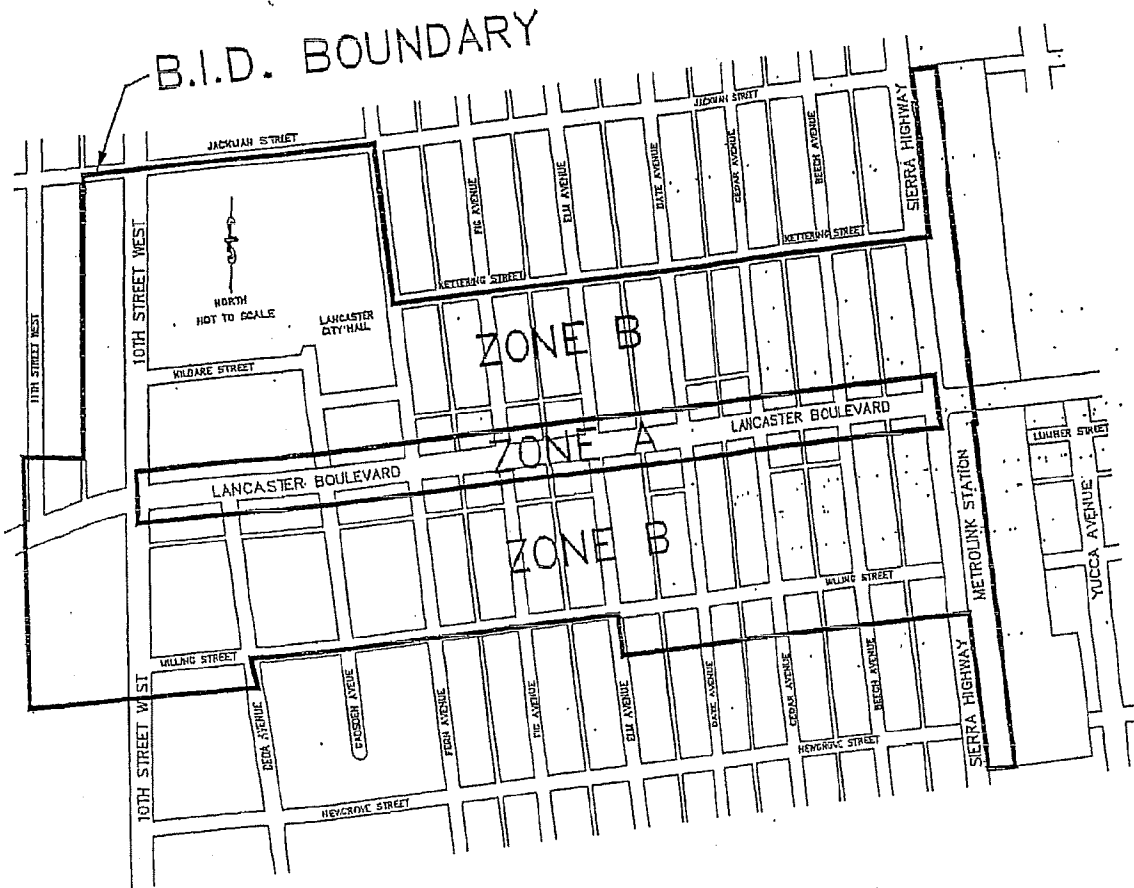 B.I.D. BOUNDARY
JACKMAN STREET
JACKMAN STREET
SIERRA HIGHWAY
FIG AVENUE
ELM AVENUE
DATE AVENUE
CEDAR AVENUE
BEECH AVENUE
10TH STREET WEST
11TH STREET WEST
NORTH
NOT TO SCALE
LANCASTER
CITY HALL
KETTERING STREET
KETTERING STREET
KILDARE STREET
ZONE B
LANCASTER BOULEVARD
ZONE A
LANCASTER BOULEVARD
LUMBER STREET
ZONE B
METROLINK STATION
YUCCA AVENUE
MILLING STREET
MILLING STREET
10TH STREET WEST
GADSDEN AVEUE
FERN AVENUE
FIG AVENUE
ELM AVENUE
DATE AVENUE
CEDAR AVENUE
BEECH AVENUE
SIERRA HIGHWAY
NEWGROVE STREET
NEWGROVE STREET